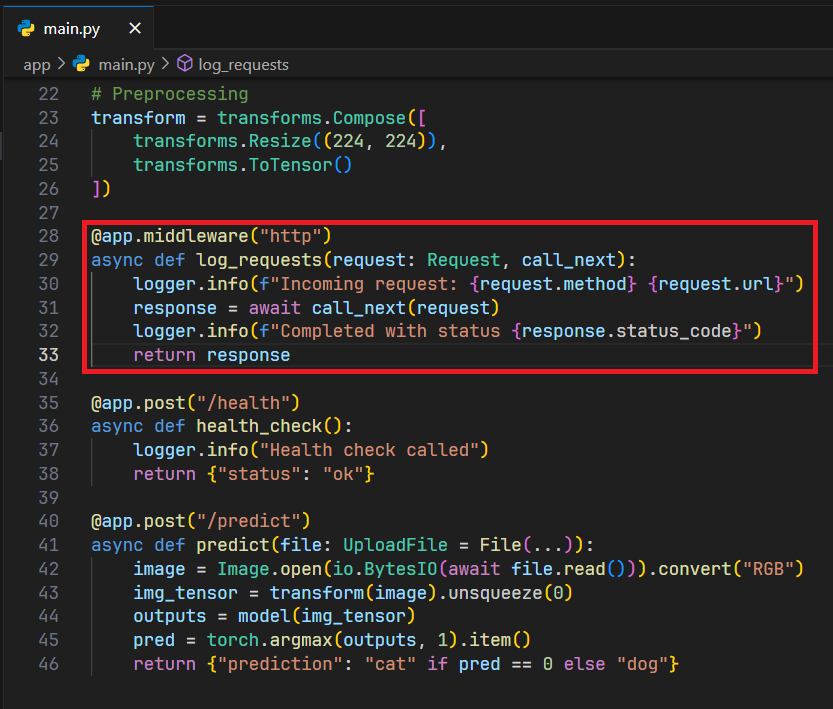 main.py ×
app > main.py > log_requests
22 # Preprocessing
23 transform = transforms.Compose([
24     transforms.Resize((224, 224)),
25     transforms.ToTensor()
26 ])
27
28 @app.middleware("http")
29 async def log_requests(request: Request, call_next):
30     logger.info(f"Incoming request: {request.method} {request.url}")
31     response = await call_next(request)
32     logger.info(f"Completed with status {response.status_code}")
33     return response
34
35 @app.post("/health")
36 async def health_check():
37     logger.info("Health check called")
38     return {"status": "ok"}
39
40 @app.post("/predict")
41 async def predict(file: UploadFile = File(...)):
42     image = Image.open(io.BytesIO(await file.read())).convert("RGB")
43     img_tensor = transform(image).unsqueeze(0)
44     outputs = model(img_tensor)
45     pred = torch.argmax(outputs, 1).item()
46     return {"prediction": "cat" if pred == 0 else "dog"}